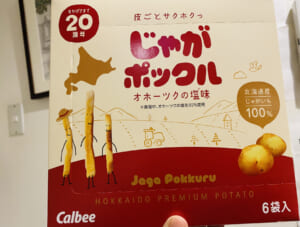 おかげさまで
20
周年
皮ごとサクホクっ
じゃが
ポックル
オホーツクの塩味
北海道産
じゃがいも
100%
Jaga Pokkuru
HOKKAIDO PREMIUM POTATO
Calbee
6袋入